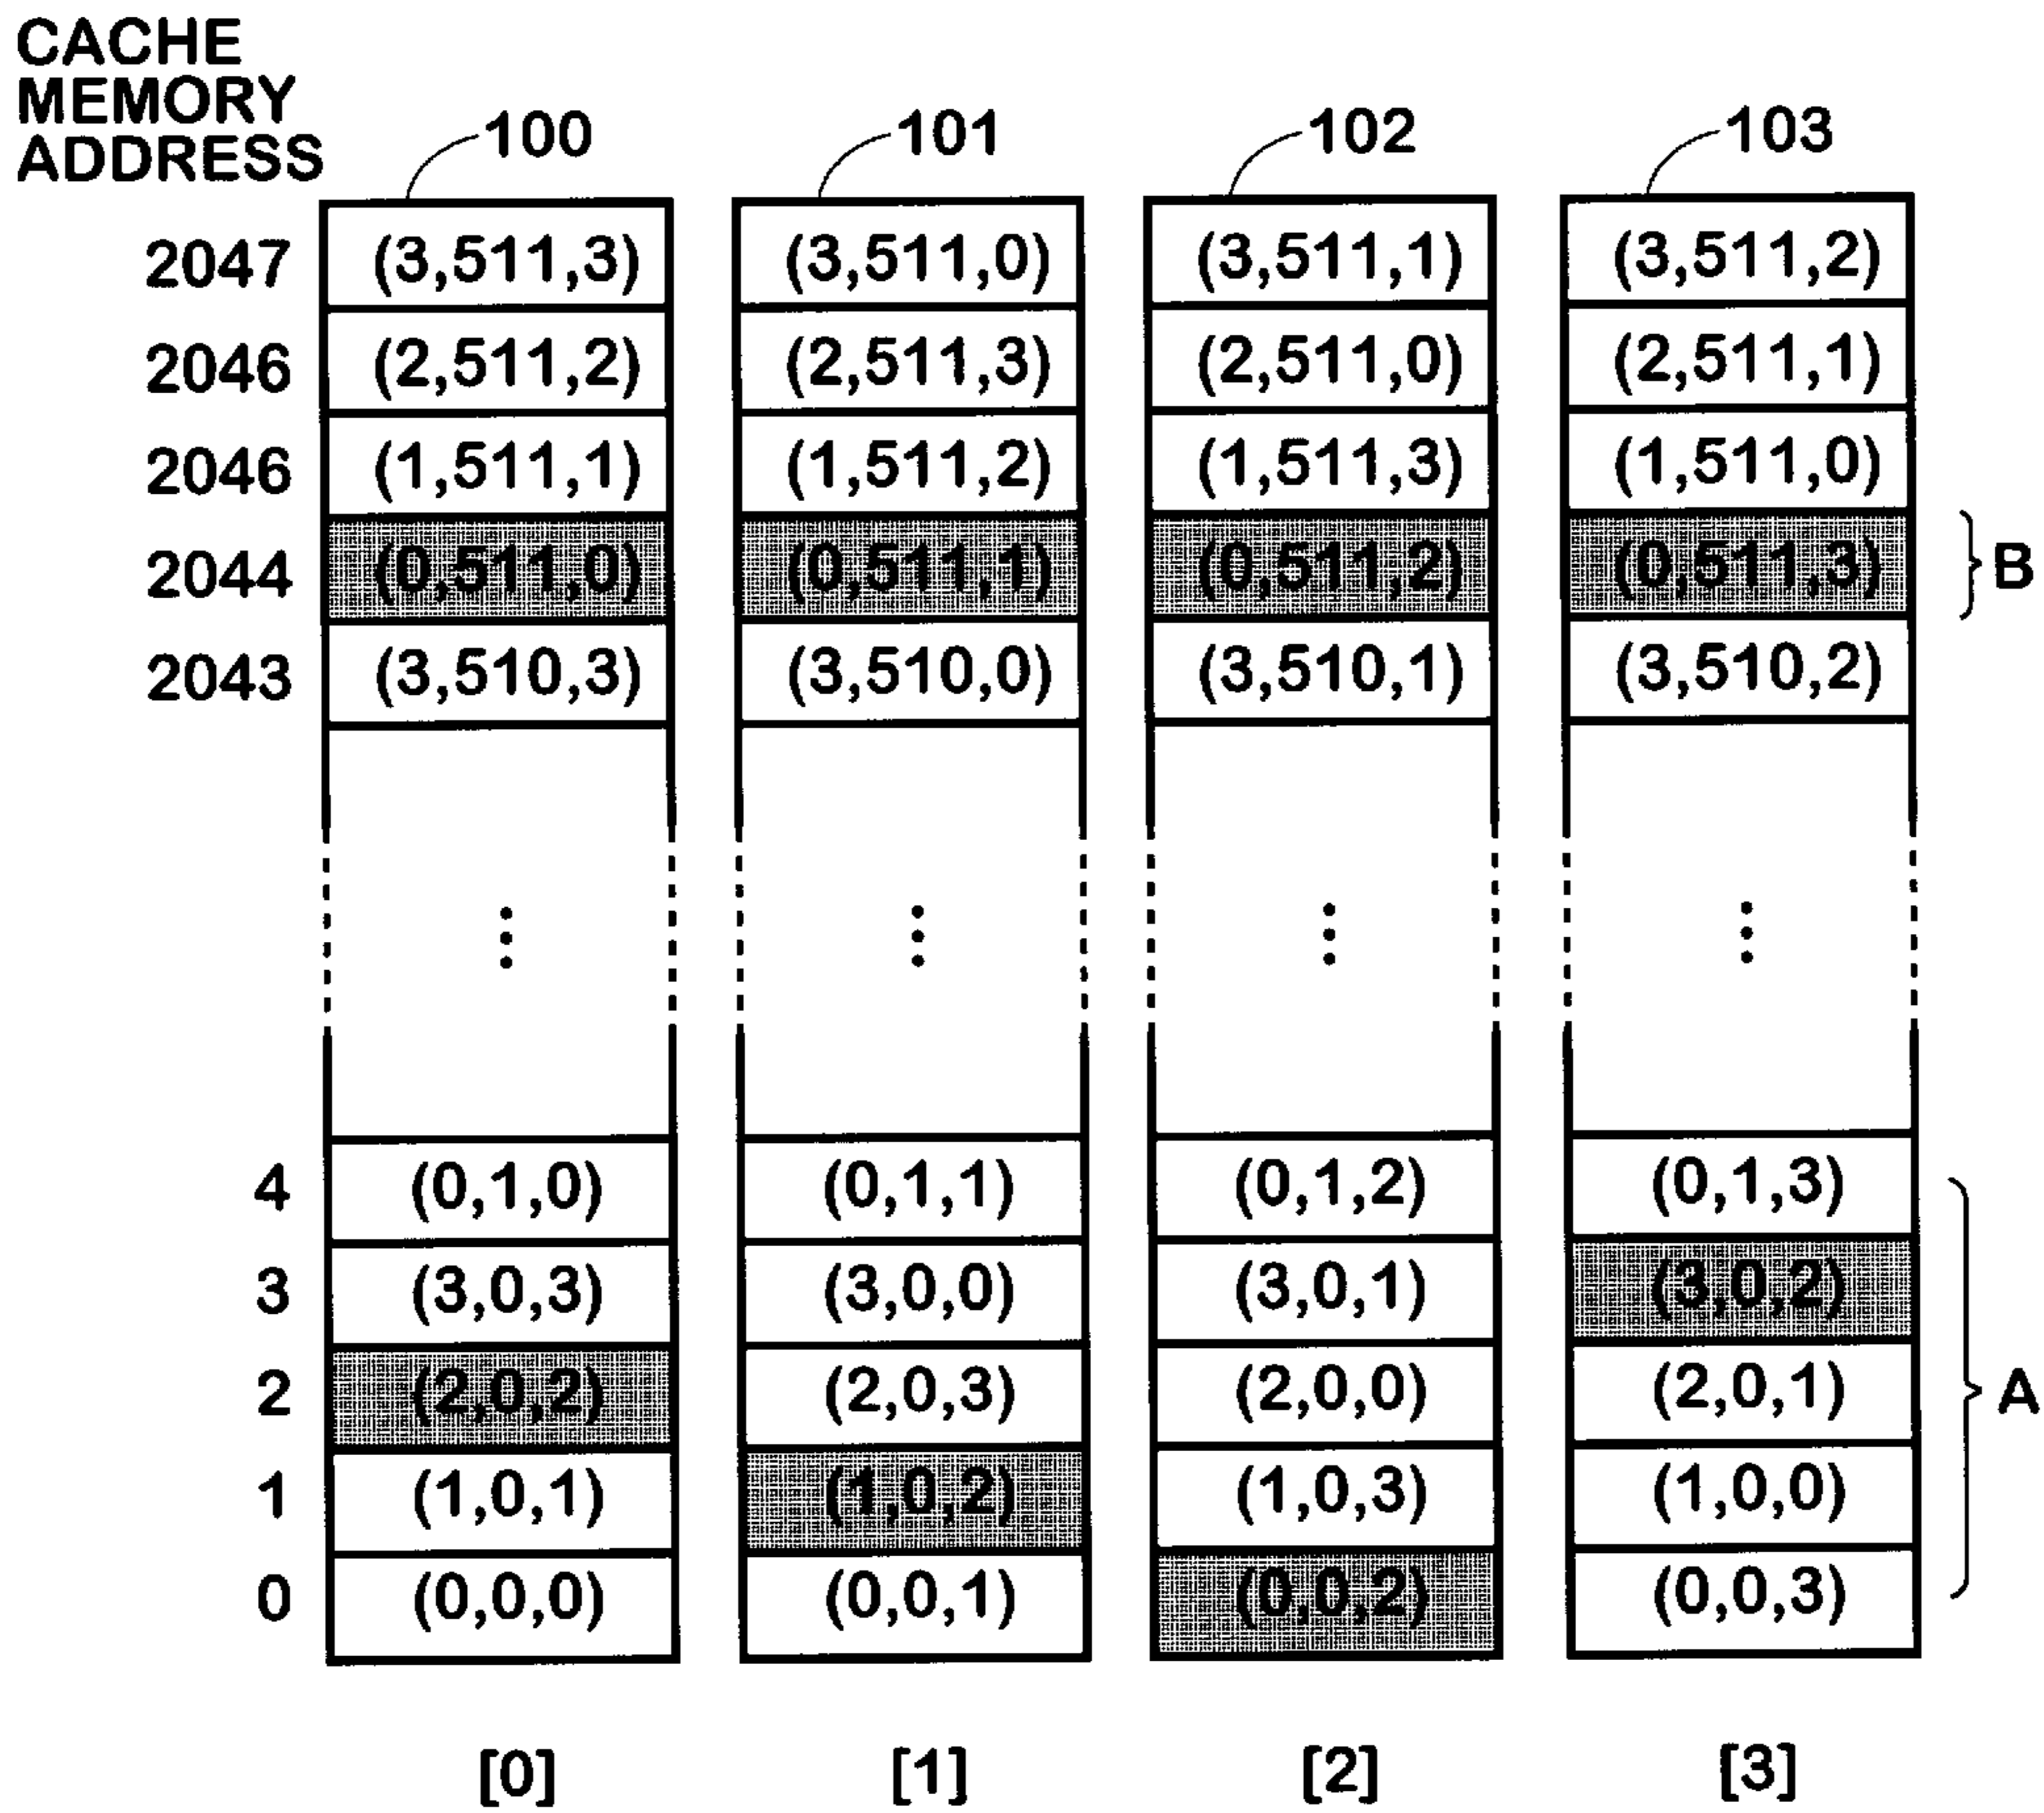 CACHE
MEMORY
ADDRESS
100 101 102 103
2047 (3,511,3) (3,511,0) (3,511,1) (3,511,2)
2046 (2,511,2) (2,511,3) (2,511,0) (2,511,1)
2046 (1,511,1) (1,511,2) (1,511,3) (1,511,0)
2044 (0,511,0) (0,511,1) (0,511,2) (0,511,3) B
2043 (3,510,3) (3,510,0) (3,510,1) (3,510,2)
4 (0,1,0) (0,1,1) (0,1,2) (0,1,3)
3 (3,0,3) (3,0,0) (3,0,1) (3,0,2)
2 (2,0,2) (2,0,3) (2,0,0) (2,0,1) A
1 (1,0,1) (1,0,2) (1,0,3) (1,0,0)
0 (0,0,0) (0,0,1) (0,0,2) (0,0,3)
[0] [1] [2] [3]